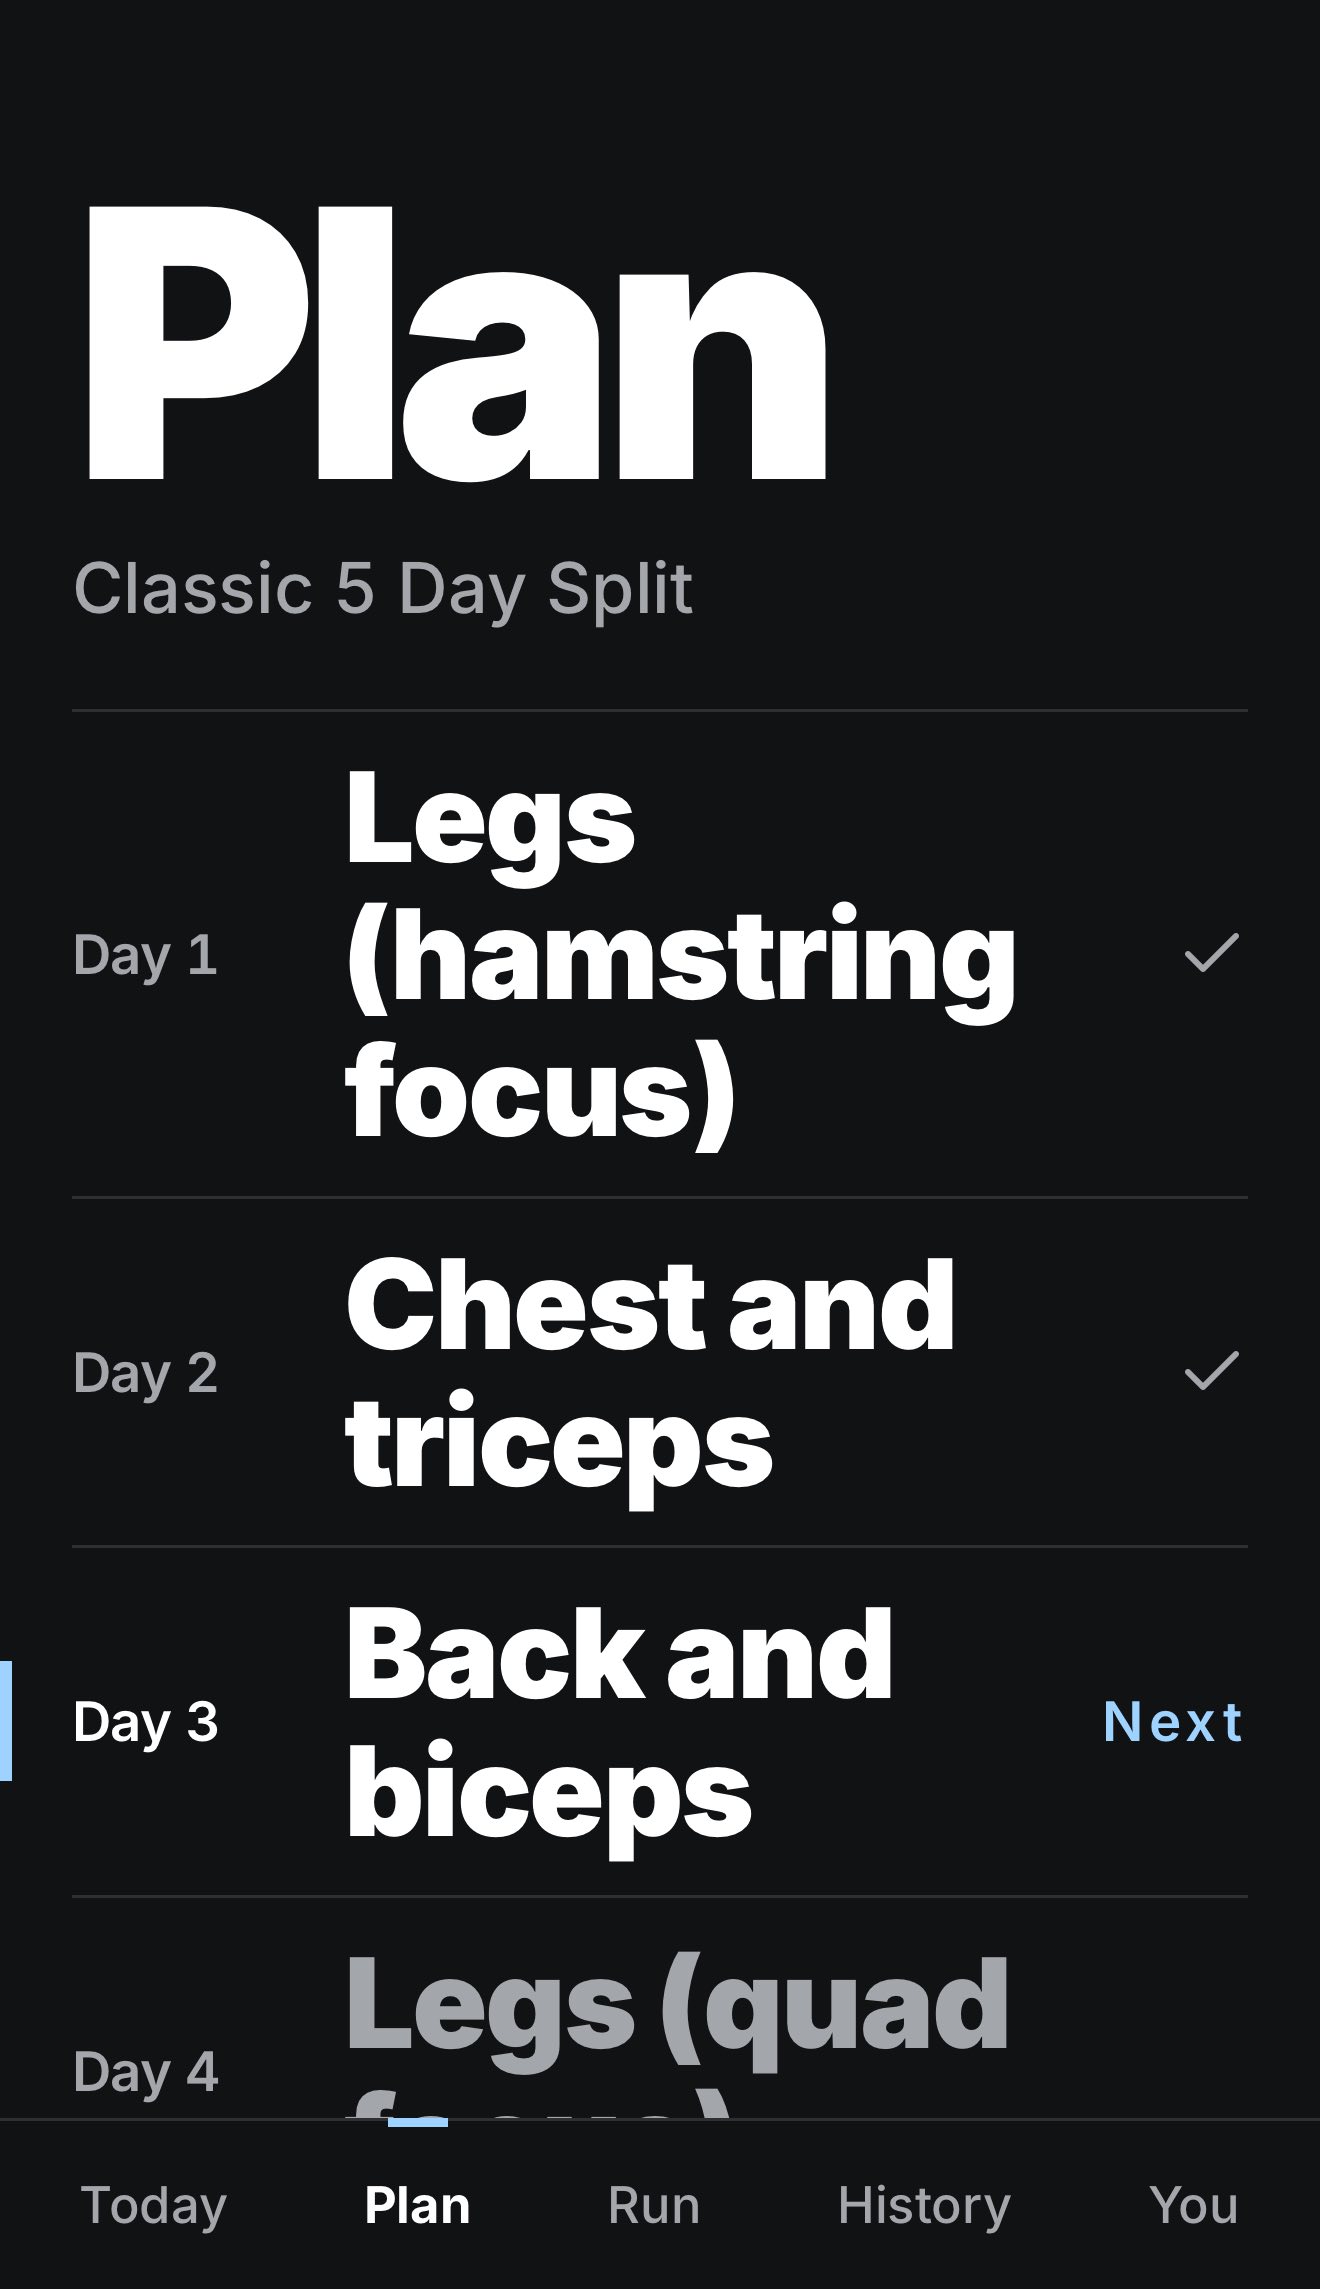 Plan
Classic 5 Day Split
Day 1
Legs
(hamstring
focus)
Day 2
Chest and
triceps
Day 3
Back and
biceps
Next
Day 4
Legs (quad
Today
Plan
Run
History
You